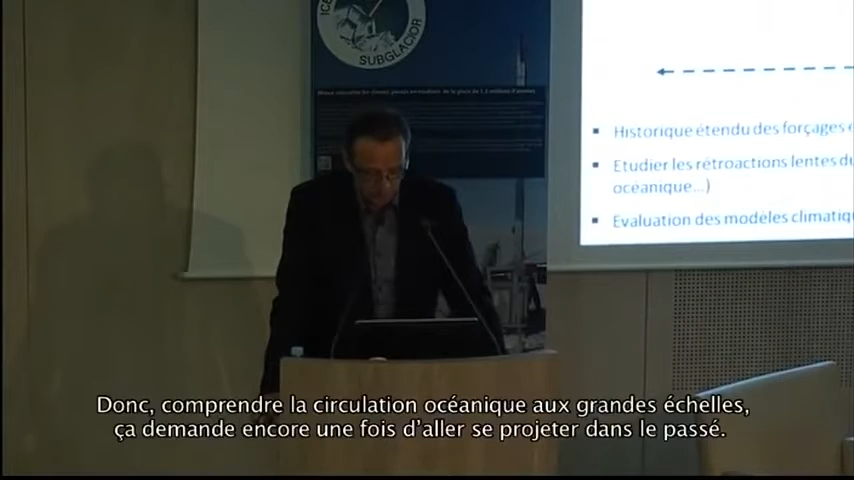 ICE
SUBGLACIOR
Historique étendu des forçages
Etudier les rétroactions lentes du
océanique...)
Evaluation des modèles climatiq
Donc, comprendre la circulation océanique aux grandes échelles,
ça demande encore une fois d'aller se projeter dans le passé.